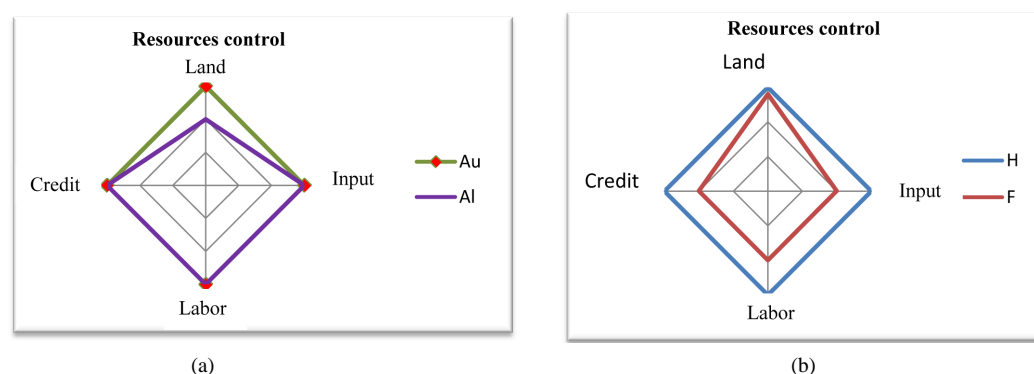 Resources control
Land
Credit
Input
Labor
Au
Al
(a)
Resources control
Land
Credit
Input
Labor
H
F
(b)